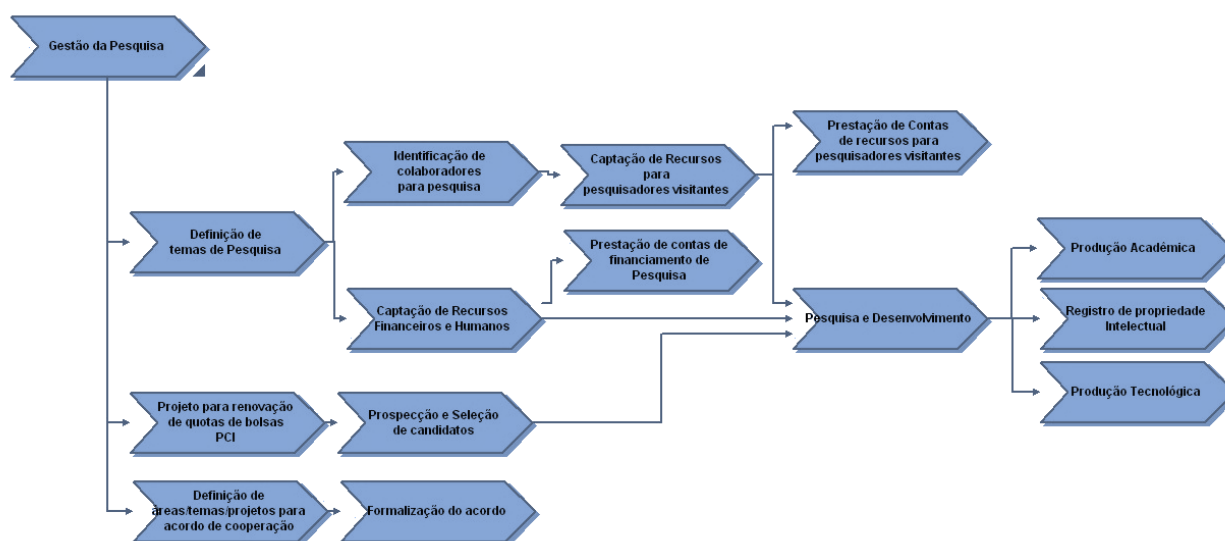 Gestão da Pesquisa
Identificação de
colaboradores
para pesquisa
Captação de Recursos
para
pesquisadores visitantes
Prestação de Contas
de recursos para
pesquisadores visitantes
Definição de
temas de Pesquisa
Prestação de contas de
financiamento de
Pesquisa
Produção Académica
Captação de Recursos
Financeiros e Humanos
Pesquisa e Desenvolvimento
Registro de propriedade
Intelectual
Projeto para renovação
de quotas de bolsas
PCI
Prospecção e Seleção
de candidatos
Produção Tecnológica
Definição de
áreas/temas/projetos para
acordo de cooperação
Formalização do acordo